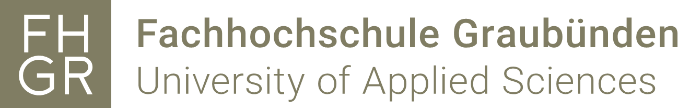 FH
GR
Fachhochschule Graubünden
University of Applied Sciences